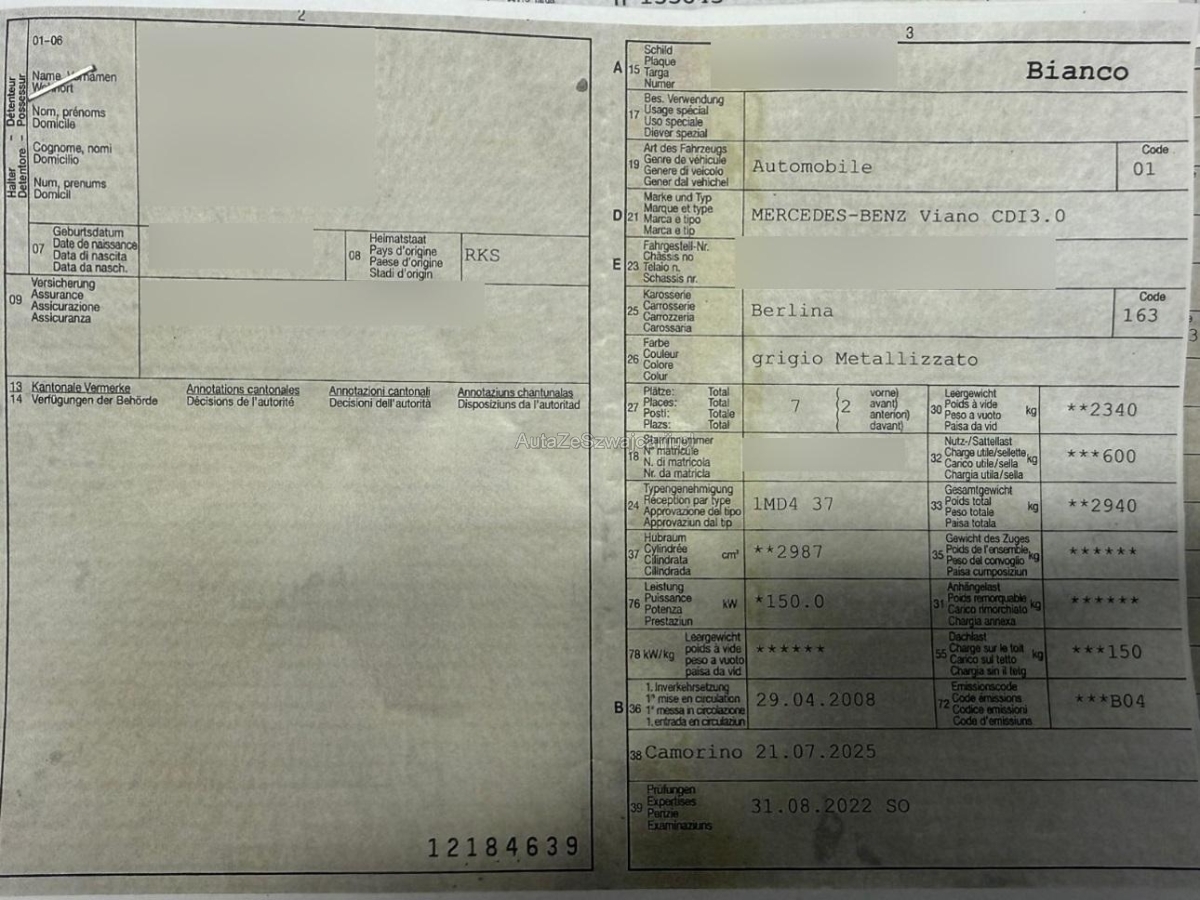 2
01-06
Halter - Détenteur
Detentore - Possessur
Name, Vornamen
Wohnort
Nom, prénoms
Domicile
Cognome, nomi
Domicilio
Num, prenums
Domicil
07
Geburtsdatum
Date de naissance
Data di nascita
Data da nasch.
08
Heimatstaat
Pays d'origine
Paese d'origine
Stadi d'origin
RKS
09
Versicherung
Assurance
Assicurazione
Assicuranza
13 Kantonale Vermerke Annotations cantonales Annotazioni cantonali Annotaziuns chantunalas
14 Verfügungen der Behörde Décisions de l'autorité Decisioni dell'autorità Disposiziuns da l'autoritad
12184639
3
A 15
Schild
Plaque
Targa
Numer
Bianco
17
Bes. Verwendung
Usage spécial
Uso speciale
Diever spezial
19
Art des Fahrzeugs
Genre de véhicule
Genere di veicolo
Gener dal vehichel
Automobile
Code
01
D 21
Marke und Typ
Marque et type
Marca e tipo
Marca e tip
MERCEDES-BENZ Viano CDI3.0
E 23
Fahrgestell-Nr.
Châssis no
Telaio n.
Schassis nr.
25
Karosserie
Carrosserie
Carrozzeria
Carossaria
Berlina
Code
163
26
Farbe
Couleur
Colore
Colur
grigio Metallizzato
27
Plätze: Total
Places: Total
Posti: Totale
Plazs: Total
7
2
vorne)
avant)
anteriori)
davant)
30
Leergewicht
Poids à vide
Peso a vuoto
Paisa da vid
kg
**2340
18
Stammnummer
N° matricule
N. di matricola
Nr. da matricla
32
Nutz-/Sattellast
Charge utile/sellette
Carico utile/sella
Chargia utila/sella
kg
***600
24
Typengenehmigung
Réception par type
Approvazione del tipo
Approvaziun dal tip
1MD4 37
33
Gesamtgewicht
Poids total
Peso totale
Paisa totala
kg
**2940
37
Hubraum
Cylindrée
Cilindrata
Cilindrada
cm³
**2987
35
Gewicht des Zuges
Poids de l'ensemble
Peso del convoglio
Paisa cumposiziun
kg
******
76
Leistung
Puissance
Potenza
Prestaziun
kW
*150.0
31
Anhängelast
Poids remorquable
Carico rimorchiato
Chargia annexa
kg
******
78 kW/kg
Leergewicht
poids à vide
peso a vuoto
paisa da vid
******
55
Dachlast
Charge sur le toit
Carico sul tetto
Chargia sin il tetg
kg
***150
B 36
1. Inverkehrsetzung
1re mise en circulation
1a messa in circolazione
1. entrada en circulaziun
29.04.2008
72
Emissionscode
Code émissions
Codice emissioni
Code d'emissiuns
***B04
38 Camorino 21.07.2025
39
Prüfungen
Expertises
Perizie
Examinaziuns
31.08.2022 SO